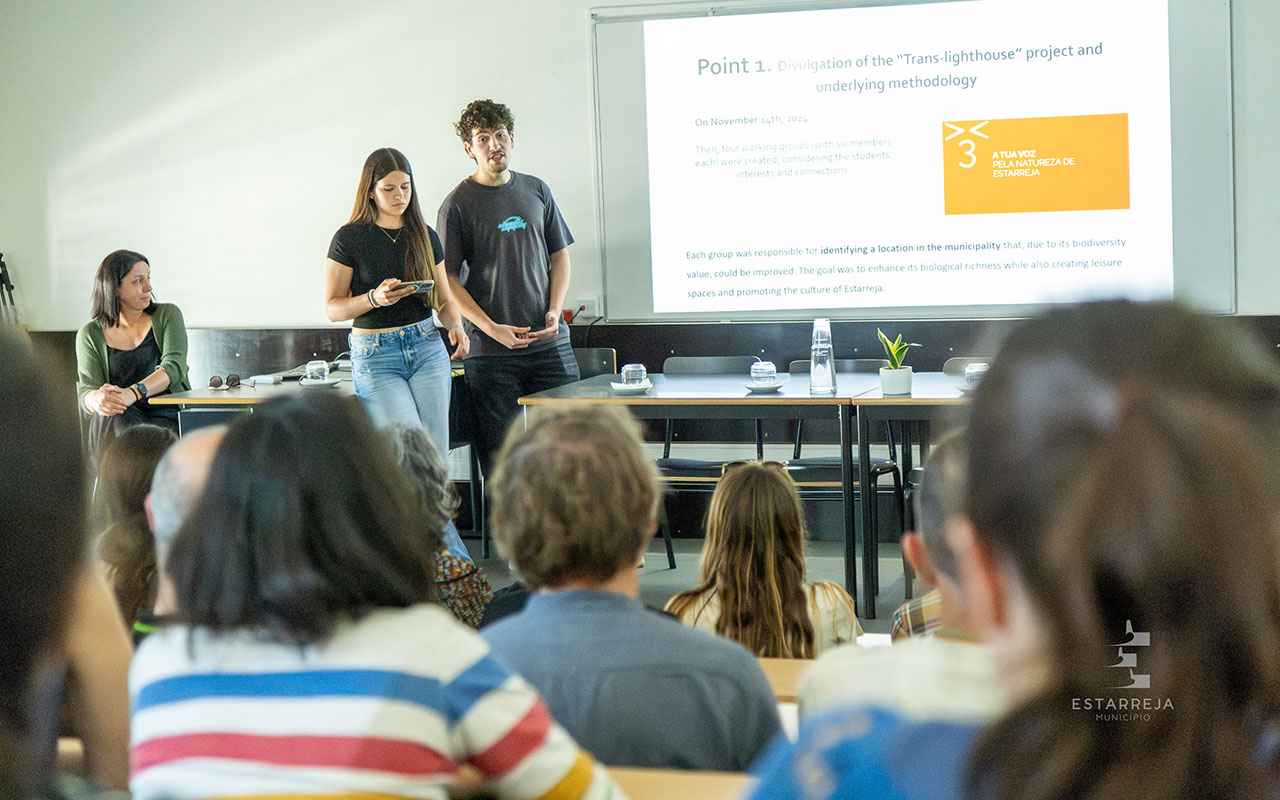 Point 1. Divulgation of the “Trans-lighthouse” project and
underlying methodology
On November 14th, 2024
Then, four working groups (with six members
each) were created, considering the students'
interests and connections
>< 
3
A TUA VOZ
PELA NATUREZA DE
ESTARREJA
Each group was responsible for identifying a location in the municipality that, due to its biodiversity
value, could be improved. The goal was to enhance its biological richness while also creating leisure
spaces and promoting the culture of Estarreja.
ESTARREJA
MUNICÍPIO